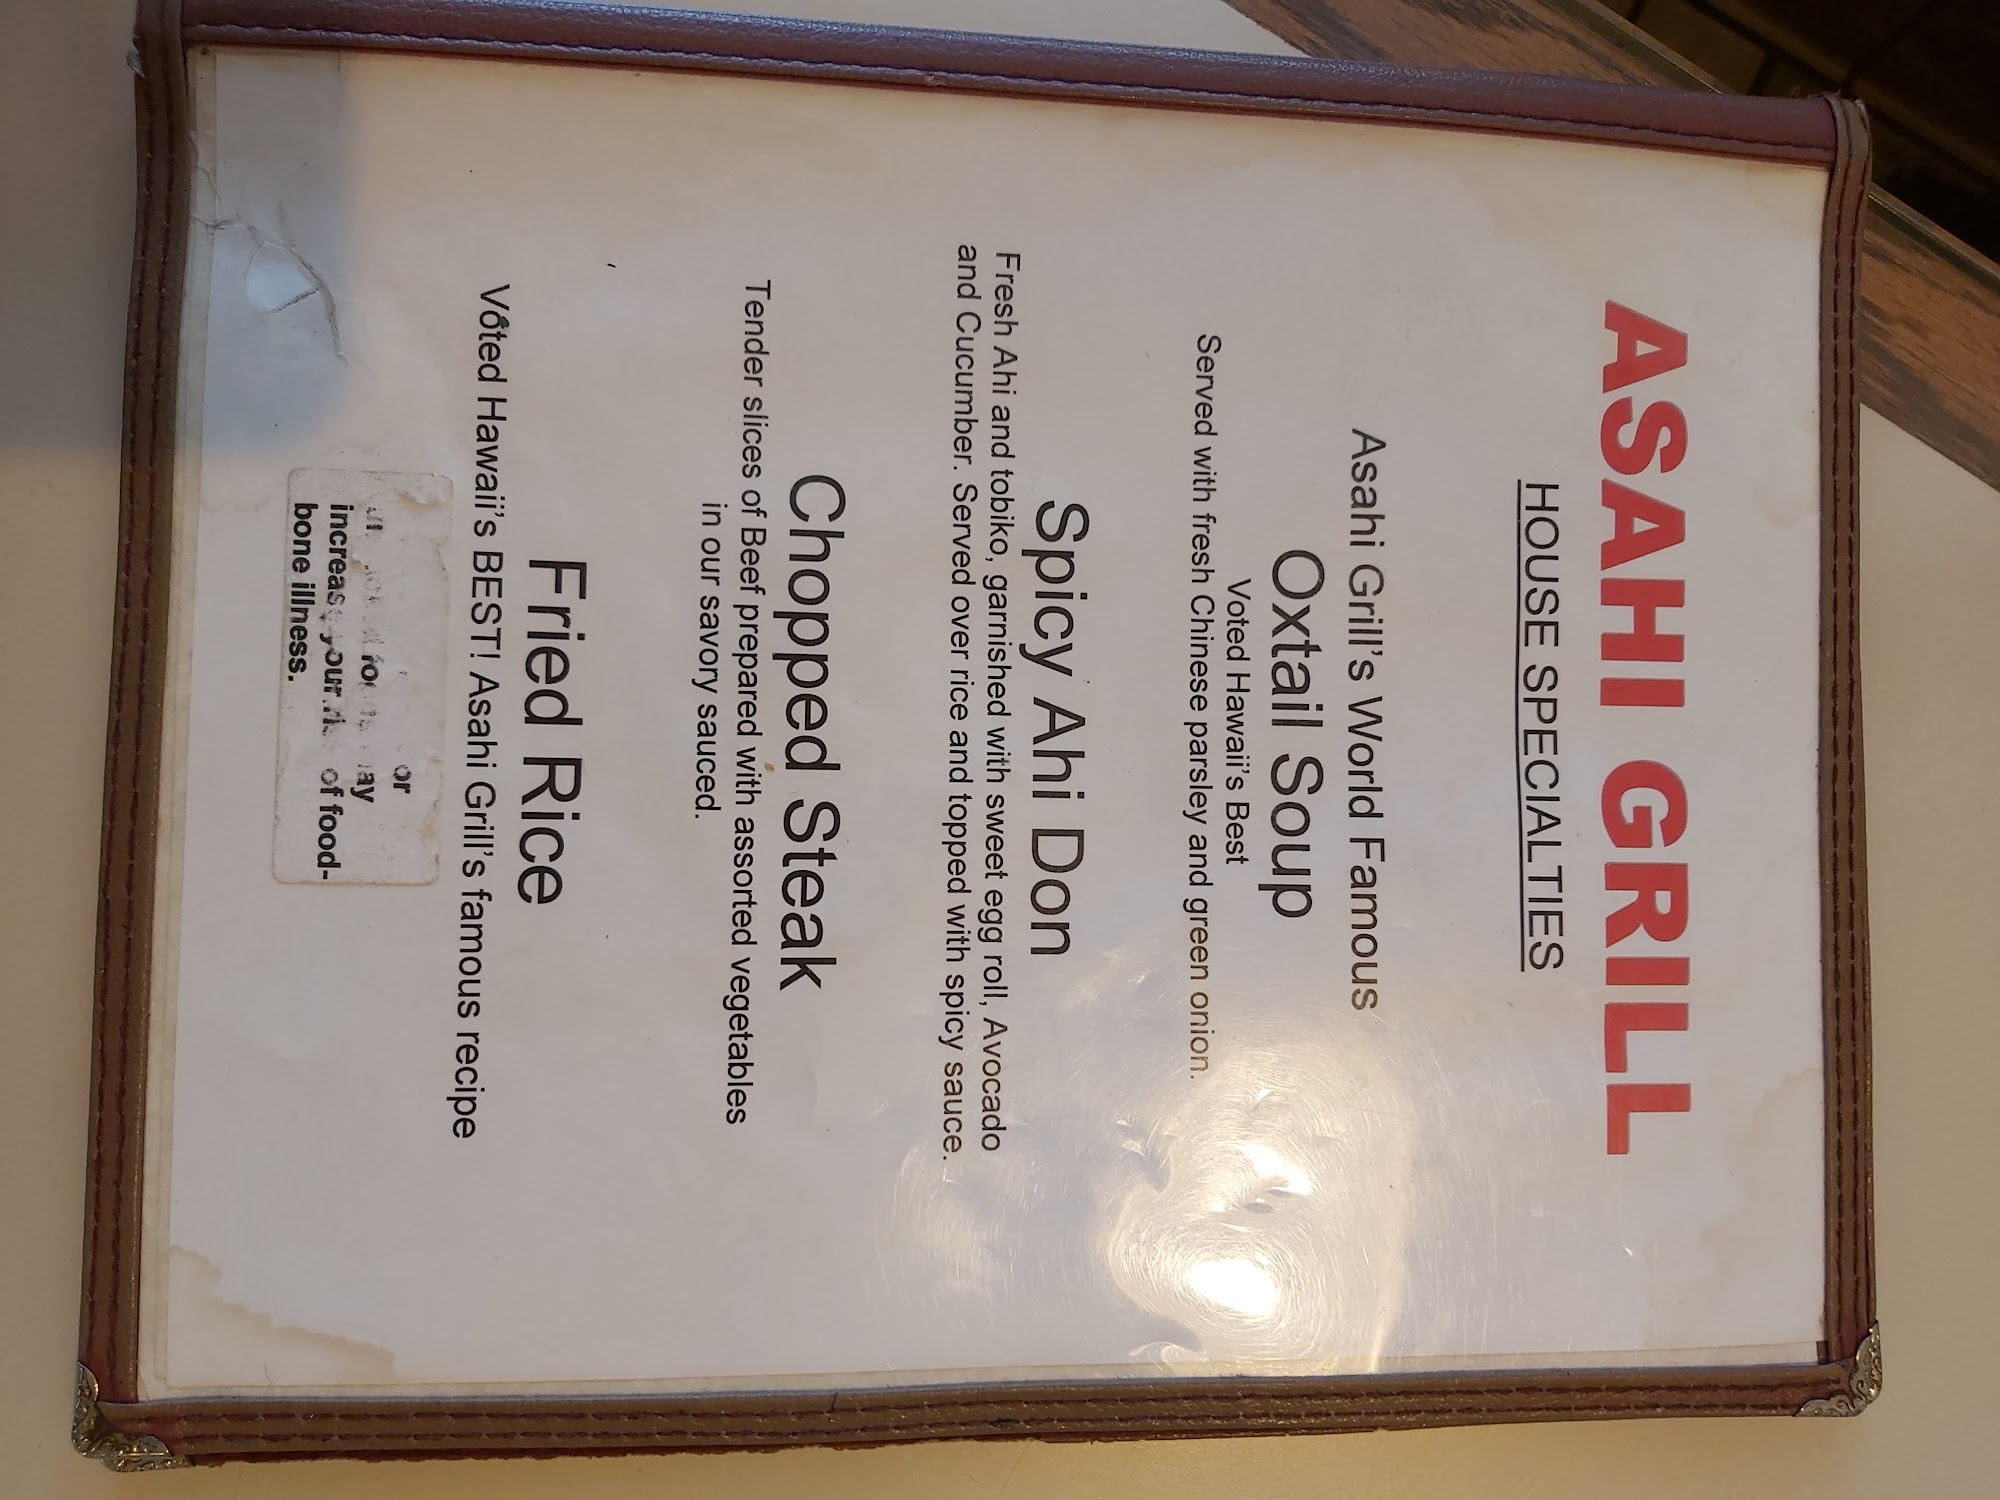 ASAHI GRILL
HOUSE SPECIALTIES
Asahi Grill's World Famous
Oxtail Soup
Voted Hawaii's Best
Served with fresh Chinese parsley and green onion.
Spicy Ahi Don
Fresh Ahi and tobiko, garnished with sweet egg roll, Avocado
and Cucumber. Served over rice and topped with spicy sauce.
Chopped Steak
Tender slices of Beef prepared with assorted vegetables
in our savory sauced.
Fried Rice
Voted Hawaii's BEST! Asahi Grill's famous recipe
or
increase your of food-
bone illness.